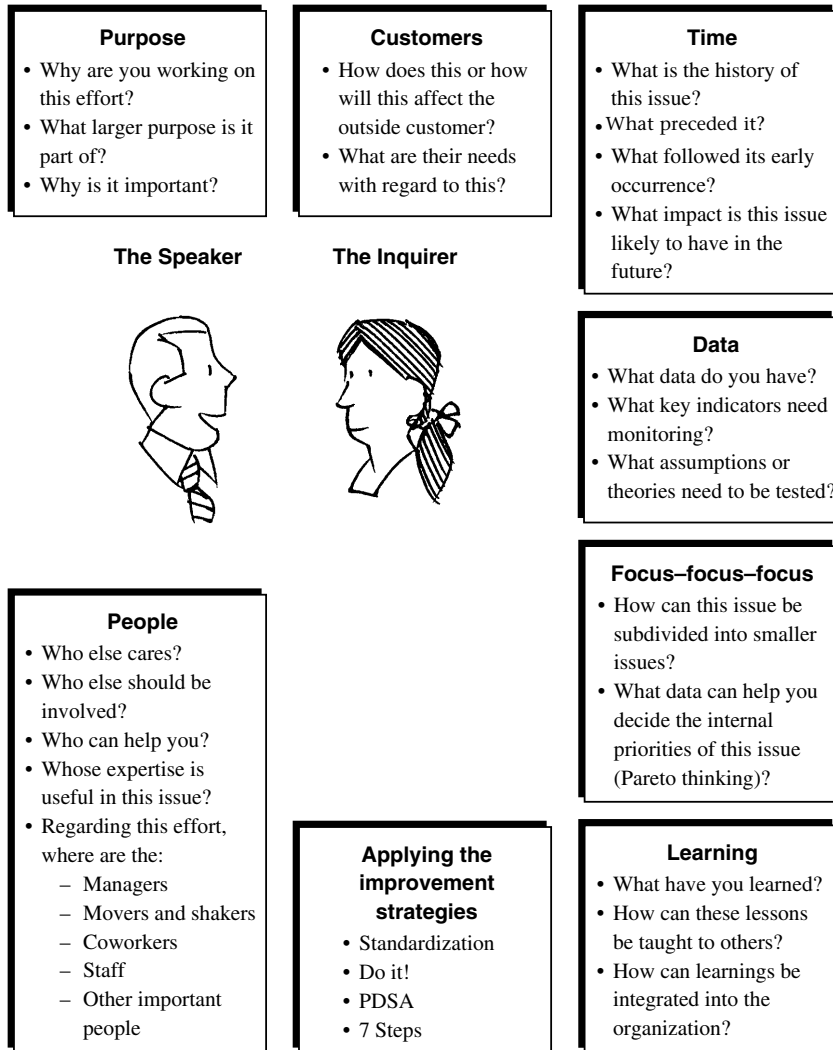 Purpose
• Why are you working on
this effort?
• What larger purpose is it
part of?
• Why is it important?
Customers
• How does this or how
will this affect the
outside customer?
• What are their needs
with regard to this?
Time
• What is the history of
this issue?
• What preceded it?
• What followed its early
occurrence?
• What impact is this issue
likely to have in the
future?
The Speaker
The Inquirer
Data
• What data do you have?
• What key indicators need
monitoring?
• What assumptions or
theories need to be tested?
Focus–focus–focus
• How can this issue be
subdivided into smaller
issues?
• What data can help you
decide the internal
priorities of this issue
(Pareto thinking)?
People
• Who else cares?
• Who else should be
involved?
• Who can help you?
• Whose expertise is
useful in this issue?
• Regarding this effort,
where are the:
– Managers
– Movers and shakers
– Coworkers
– Staff
– Other important
people
Applying the
improvement
strategies
• Standardization
• Do it!
• PDSA
• 7 Steps
Learning
• What have you learned?
• How can these lessons
be taught to others?
• How can learnings be
integrated into the
organization?